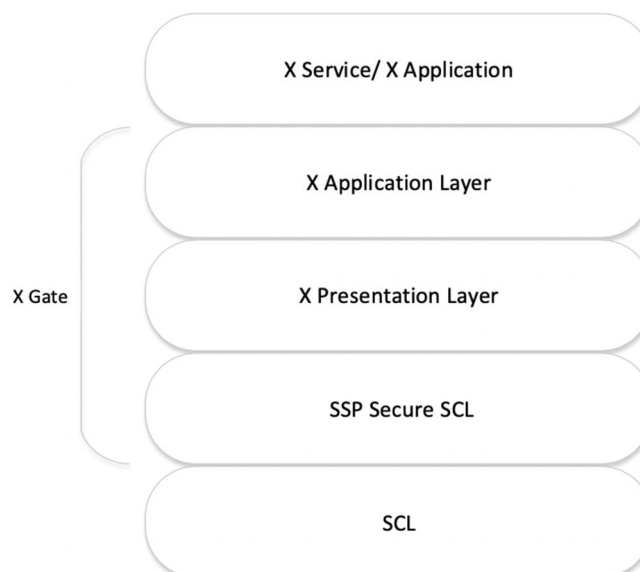 X Service/ X Application
X Application Layer
X Gate
X Presentation Layer
SSP Secure SCL
SCL